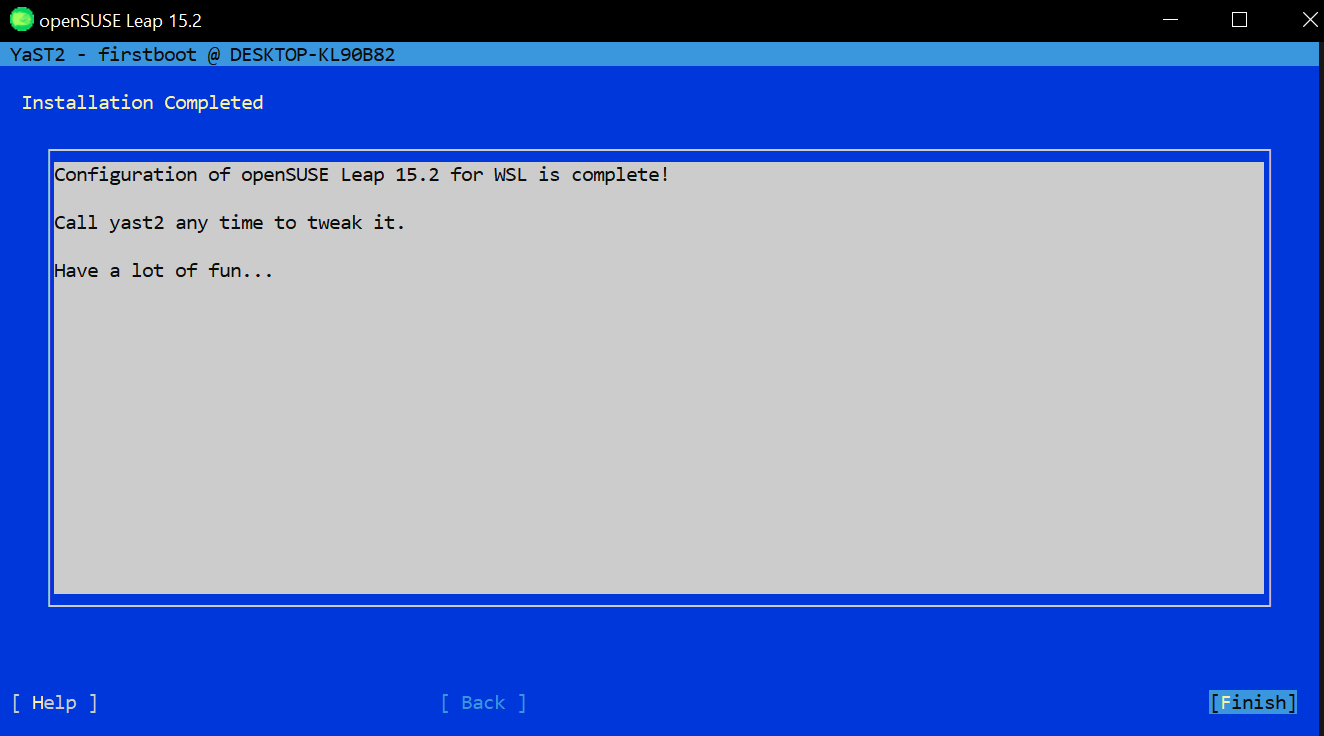 openSUSE Leap 15.2
YaST2 - firstboot @ DESKTOP-KL90B82
Installation Completed
Configuration of openSUSE Leap 15.2 for WSL is complete!
Call yast2 any time to tweak it.
Have a lot of fun...
[ Help ] [ Back ] [Finish]